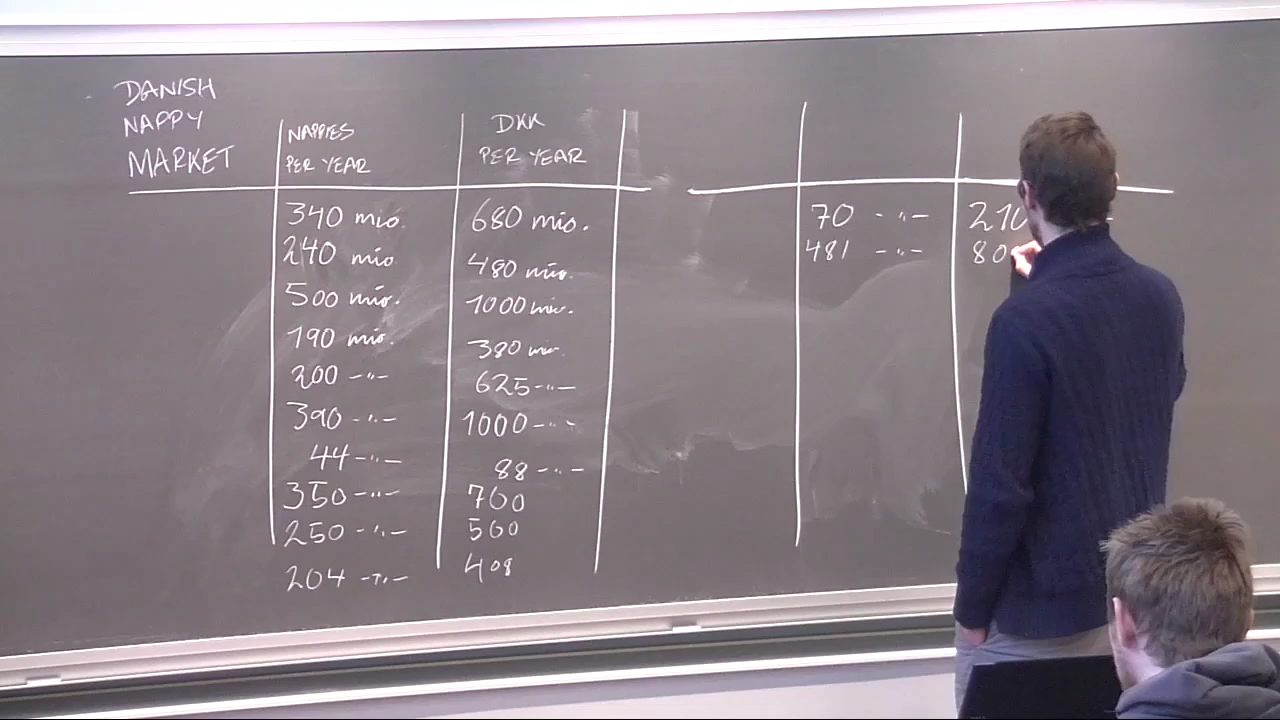 DANISH
NAPPY
MARKET
NAPPIES
PER YEAR
DKK
PER YEAR
340 mio. 680 mio.
240 mio 480 mio.
500 mio. 1000 mio.
190 mio. 380 mio.
200 -"- 625 -"-
390 -"- 1000 -"-
44 -"- 88 -"-
350 -"- 700
250 -"- 500
204 -"- 408
70 -"- 210
481 -"- 80